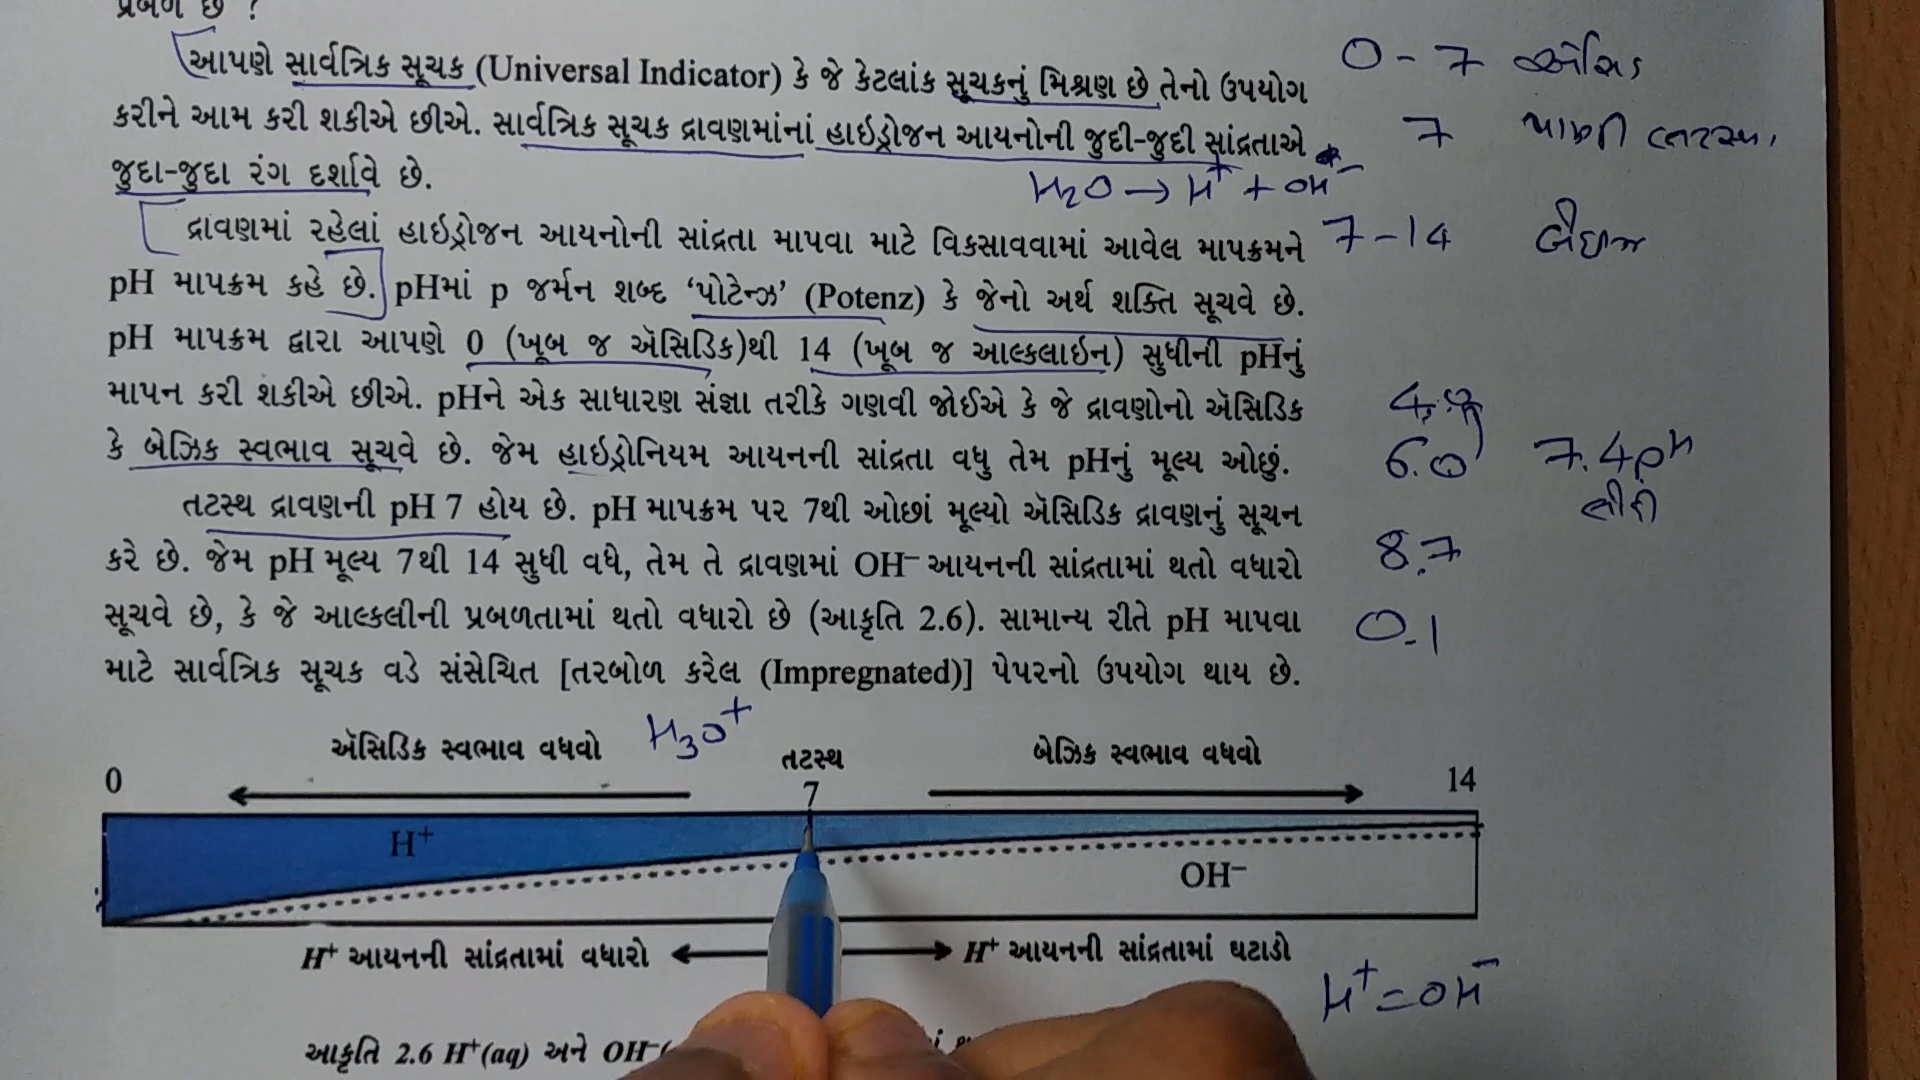 પ્રબળ છે ?
આપણે સાર્વત્રિક સૂચક (Universal Indicator) કે જે કેટલાંક સૂચકનું મિશ્રણ છે તેનો ઉપયોગ
કરીને આમ કરી શકીએ છીએ. સાર્વત્રિક સૂચક દ્રાવણમાંનાં હાઇડ્રોજન આયનોની જુદી-જુદી સાંદ્રતાએ
જુદા-જુદા રંગ દર્શાવે છે.
H₂O → H⁺ + OH⁻
દ્રાવણમાં રહેલાં હાઇડ્રોજન આયનોની સાંદ્રતા માપવા માટે વિકસાવવામાં આવેલ માપક્રમને
pH માપક્રમ કહે છે. pHમાં p જર્મન શબ્દ ‘પોટેન્ઝ’ (Potenz) કે જેનો અર્થ શક્તિ સૂચવે છે.
pH માપક્રમ દ્વારા આપણે 0 (ખૂબ જ ઍસિડિક)થી 14 (ખૂબ જ આલ્કલાઇન) સુધીની pHનું
માપન કરી શકીએ છીએ. pHને એક સાધારણ સંજ્ઞા તરીકે ગણવી જોઈએ કે જે દ્રાવણોનો ઍસિડિક
કે બેઝિક સ્વભાવ સૂચવે છે. જેમ હાઇડ્રોનિયમ આયનની સાંદ્રતા વધુ તેમ pHનું મૂલ્ય ઓછું.
તટસ્થ દ્રાવણની pH 7 હોય છે. pH માપક્રમ પર 7થી ઓછાં મૂલ્યો ઍસિડિક દ્રાવણનું સૂચન
કરે છે. જેમ pH મૂલ્ય 7થી 14 સુધી વધે, તેમ તે દ્રાવણમાં OH⁻ આયનની સાંદ્રતામાં થતો વધારો
સૂચવે છે, કે જે આલ્કલીની પ્રબળતામાં થતો વધારો છે (આકૃતિ 2.6). સામાન્ય રીતે pH માપવા
માટે સાર્વત્રિક સૂચક વડે સંસેચિત [તરબોળ કરેલ (Impregnated)] પેપરનો ઉપયોગ થાય છે.
0 - 7 એસિડ
7 પાણી તટસ્થ
7 - 14 બેઇઝ
6.0 7.4 pH
8.7
0.1
ઍસિડિક સ્વભાવ વધવો H₃O⁺ તટસ્થ બેઝિક સ્વભાવ વધવો
0 7 14
H⁺ OH⁻
H⁺ આયનની સાંદ્રતામાં વધારો H⁺ આયનની સાંદ્રતામાં ઘટાડો
H⁺ = OH⁻
આકૃતિ 2.6 H⁺(aq) અને OH⁻(